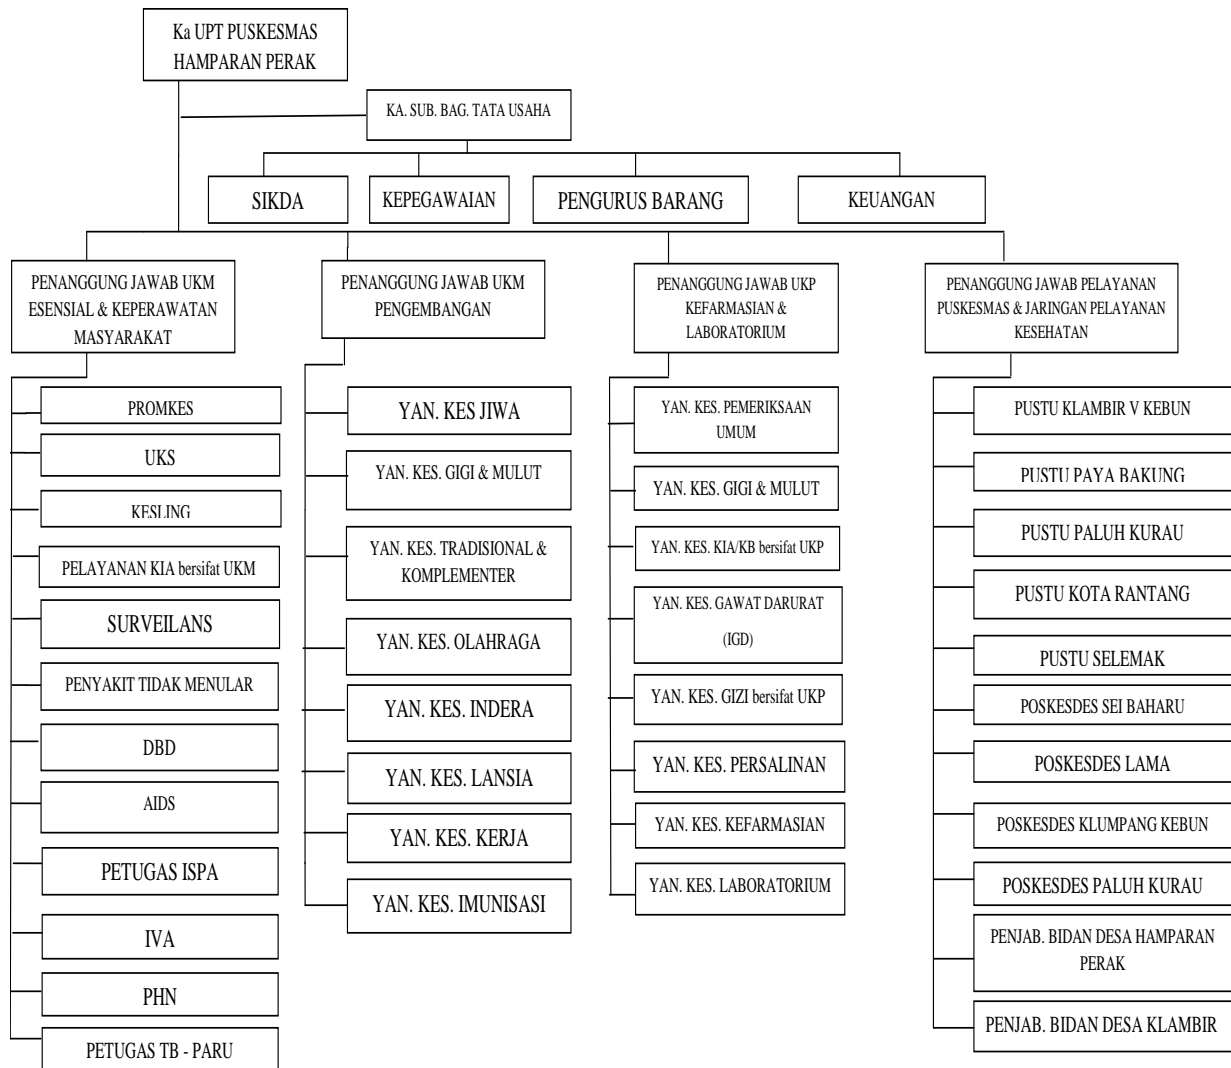 Ka UPT PUSKESMAS
HAMPARAN PERAK
KA. SUB. BAG. TATA USAHA
SIKDA
KEPEGAWAIAN
PENGURUS BARANG
KEUANGAN
PENANGGUNG JAWAB UKM
ESENSIAL & KEPERAWATAN
MASYARAKAT
PROMKES
UKS
KESLING
PELAYANAN KIA bersifat UKM
SURVEILANS
PENYAKIT TIDAK MENULAR
DBD
AIDS
PETUGAS ISPA
IVA
PHN
PETUGAS TB - PARU
PENANGGUNG JAWAB UKM
PENGEMBANGAN
YAN. KES JIWA
YAN. KES. GIGI & MULUT
YAN. KES. TRADISIONAL &
KOMPLEMENTER
YAN. KES. OLAHRAGA
YAN. KES. INDERA
YAN. KES. LANSIA
YAN. KES. KERJA
YAN. KES. IMUNISASI
PENANGGUNG JAWAB UKP
KEFARMASIAN &
LABORATORIUM
YAN. KES. PEMERIKSAAN
UMUM
YAN. KES. GIGI & MULUT
YAN. KES. KIA/KB bersifat UKP
YAN. KES. GAWAT DARURAT
(IGD)
YAN. KES. GIZI bersifat UKP
YAN. KES. PERSALINAN
YAN. KES. KEFARMASIAN
YAN. KES. LABORATORIUM
PENANGGUNG JAWAB PELAYANAN
PUSKESMAS & JARINGAN PELAYANAN
KESEHATAN
PUSTU KLAMBIR V KEBUN
PUSTU PAYA BAKUNG
PUSTU PALUH KURAU
PUSTU KOTA RANTANG
PUSTU SELEMAK
POSKESDES SEI BAHARU
POSKESDES LAMA
POSKESDES KLUMPANG KEBUN
POSKESDES PALUH KURAU
PENJAB. BIDAN DESA HAMPARAN
PERAK
PENJAB. BIDAN DESA KLAMBIR